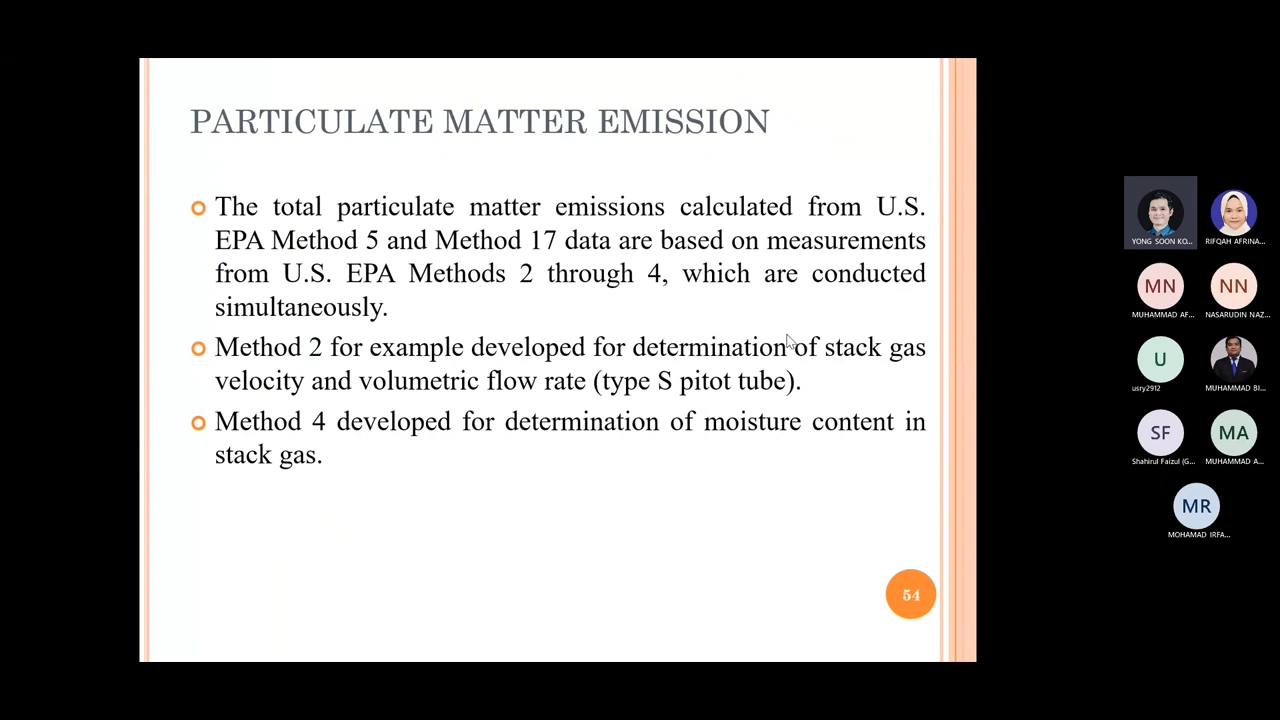 PARTICULATE MATTER EMISSION
The total particulate matter emissions calculated from U.S.
EPA Method 5 and Method 17 data are based on measurements
from U.S. EPA Methods 2 through 4, which are conducted
simultaneously.
Method 2 for example developed for determination of stack gas
velocity and volumetric flow rate (type S pitot tube).
Method 4 developed for determination of moisture content in
stack gas.
54
YONG SOON KO...
RIFQAH AFRINA...
MN
MUHAMMAD AF...
NN
NASARUDIN NAZ...
U
usry2912
MUHAMMAD BI...
SF
Shahirul Faizul (G...
MA
MUHAMMAD A...
MR
MOHAMAD IRFA...